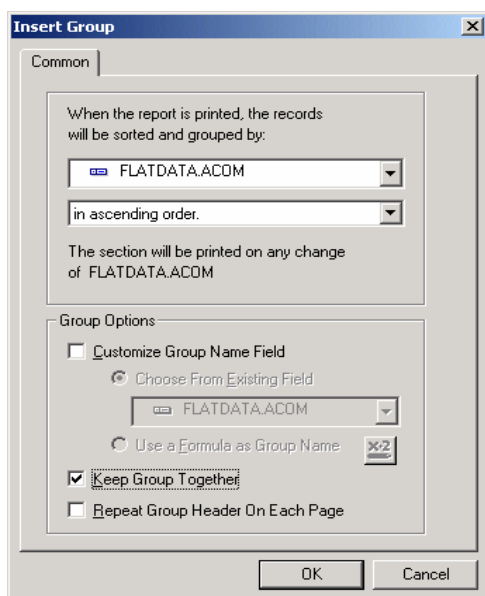 Insert Group
Common
When the report is printed, the records
will be sorted and grouped by:
FLATDATA.ACOM
in ascending order.
The section will be printed on any change
of FLATDATA.ACOM
Group Options
Customize Group Name Field
Choose From Existing Field
FLATDATA.ACOM
Use a Formula as Group Name
x·2
Keep Group Together
Repeat Group Header On Each Page
OK
Cancel